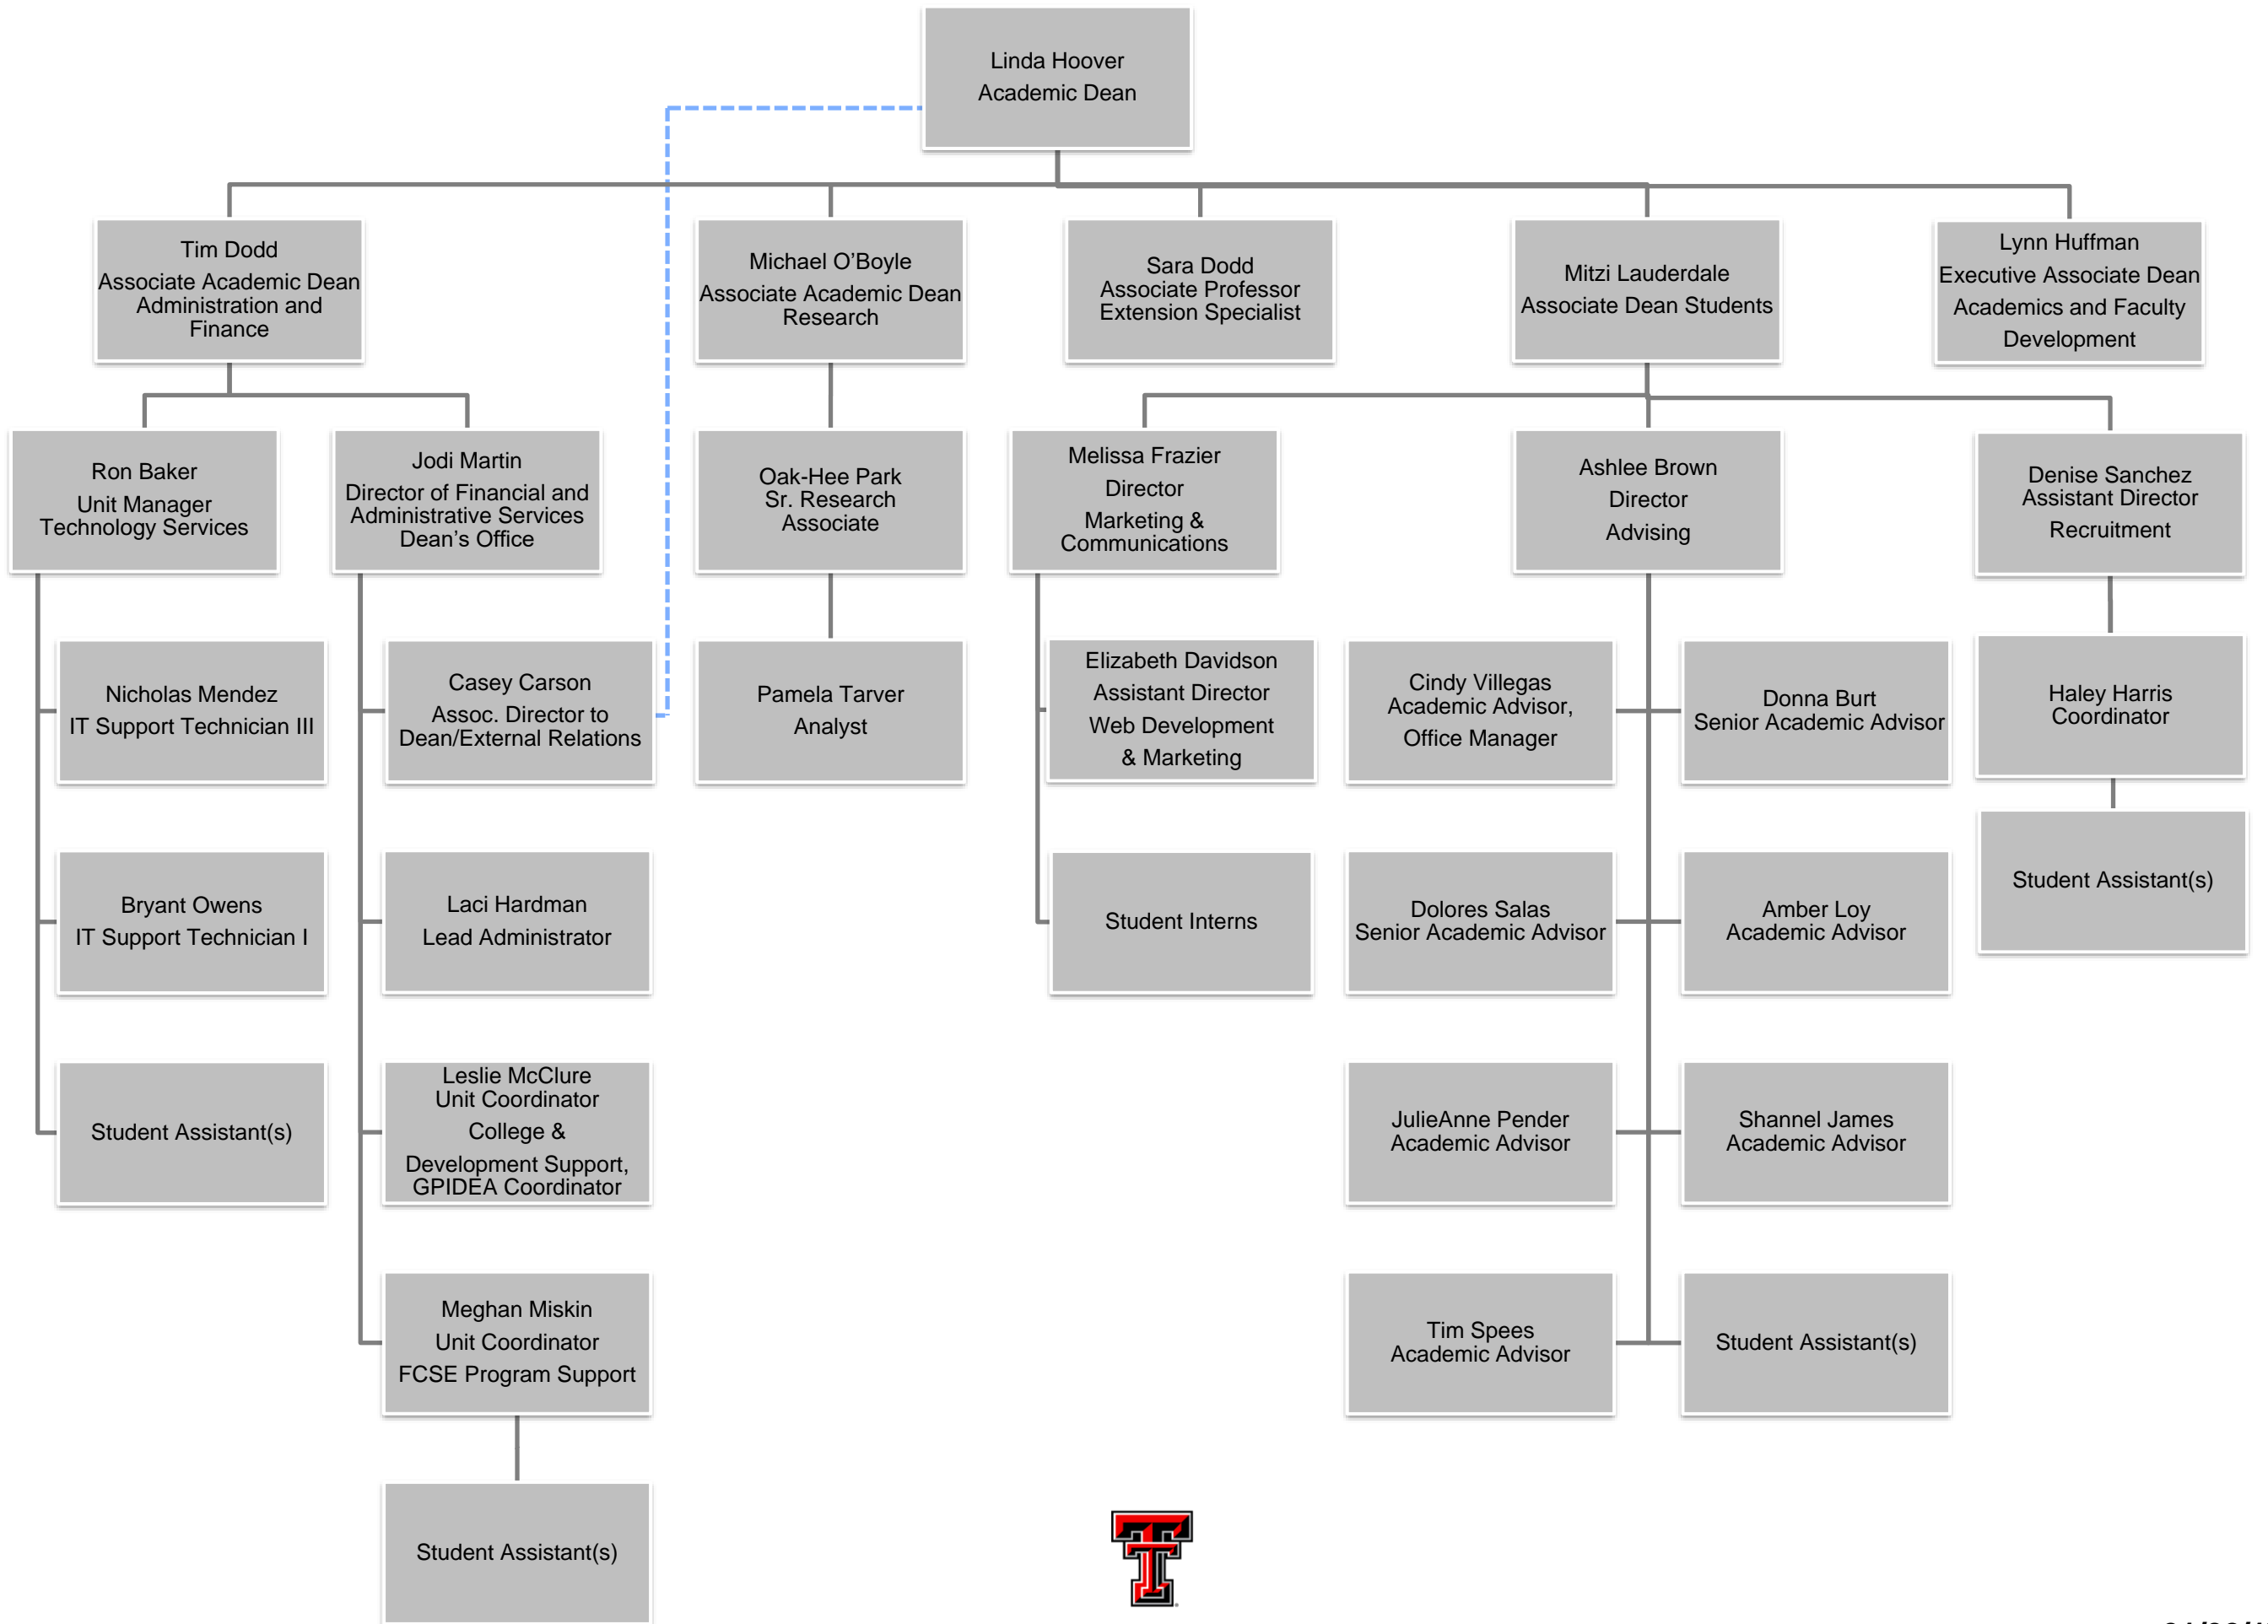 Linda Hoover
Academic Dean
Tim Dodd
Associate Academic Dean
Administration and
Finance
Michael O’Boyle
Associate Academic Dean
Research
Sara Dodd
Associate Professor
Extension Specialist
Mitzi Lauderdale
Associate Dean Students
Lynn Huffman
Executive Associate Dean
Academics and Faculty
Development
Ron Baker
Unit Manager
Technology Services
Jodi Martin
Director of Financial and
Administrative Services
Dean’s Office
Oak-Hee Park
Sr. Research
Associate
Melissa Frazier
Director
Marketing &
Communications
Ashlee Brown
Director
Advising
Denise Sanchez
Assistant Director
Recruitment
Nicholas Mendez
IT Support Technician III
Casey Carson
Assoc. Director to
Dean/External Relations
Pamela Tarver
Analyst
Elizabeth Davidson
Assistant Director
Web Development
& Marketing
Cindy Villegas
Academic Advisor,
Office Manager
Donna Burt
Senior Academic Advisor
Haley Harris
Coordinator
Bryant Owens
IT Support Technician I
Laci Hardman
Lead Administrator
Student Interns
Dolores Salas
Senior Academic Advisor
Amber Loy
Academic Advisor
Student Assistant(s)
Student Assistant(s)
Leslie McClure
Unit Coordinator
College &
Development Support,
GPIDEA Coordinator
JulieAnne Pender
Academic Advisor
Shannel James
Academic Advisor
Meghan Miskin
Unit Coordinator
FCSE Program Support
Tim Spees
Academic Advisor
Student Assistant(s)
Student Assistant(s)